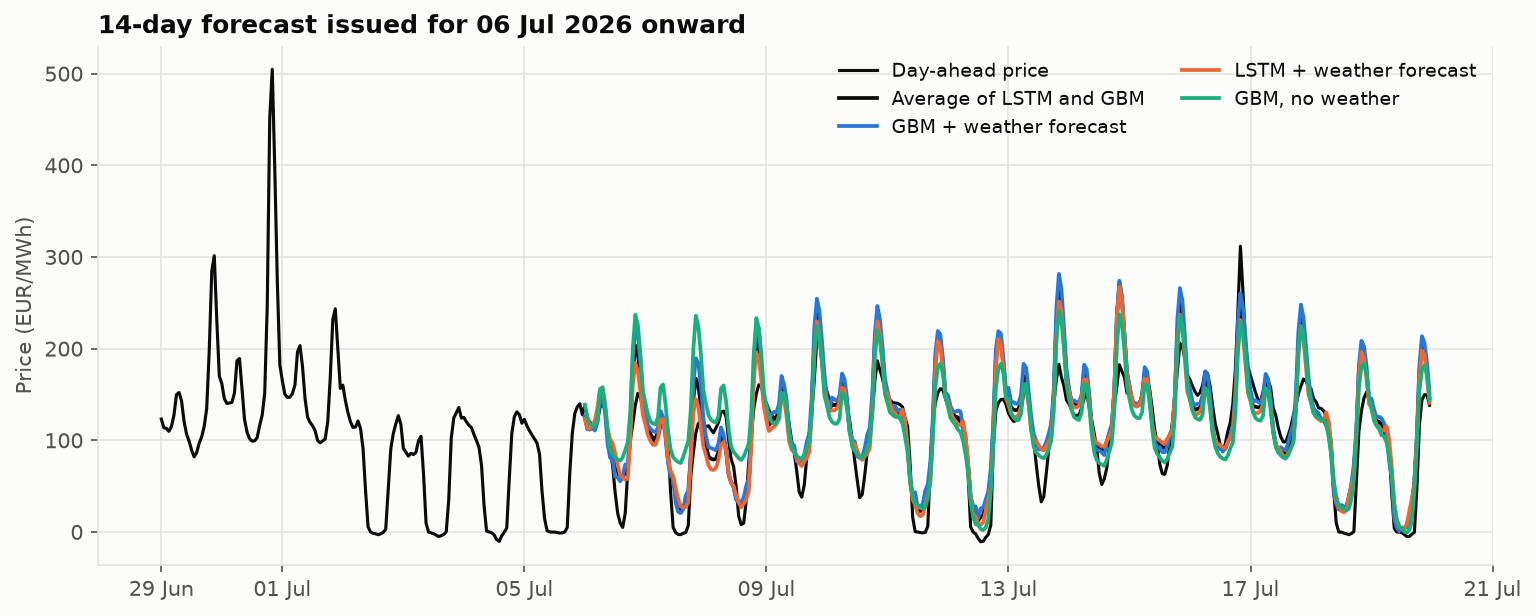 14-day forecast issued for 06 Jul 2026 onward
Day-ahead price
Average of LSTM and GBM
GBM + weather forecast
LSTM + weather forecast
GBM, no weather
Price (EUR/MWh)
500
400
300
200
100
0
29 Jun
01 Jul
05 Jul
09 Jul
13 Jul
17 Jul
21 Jul